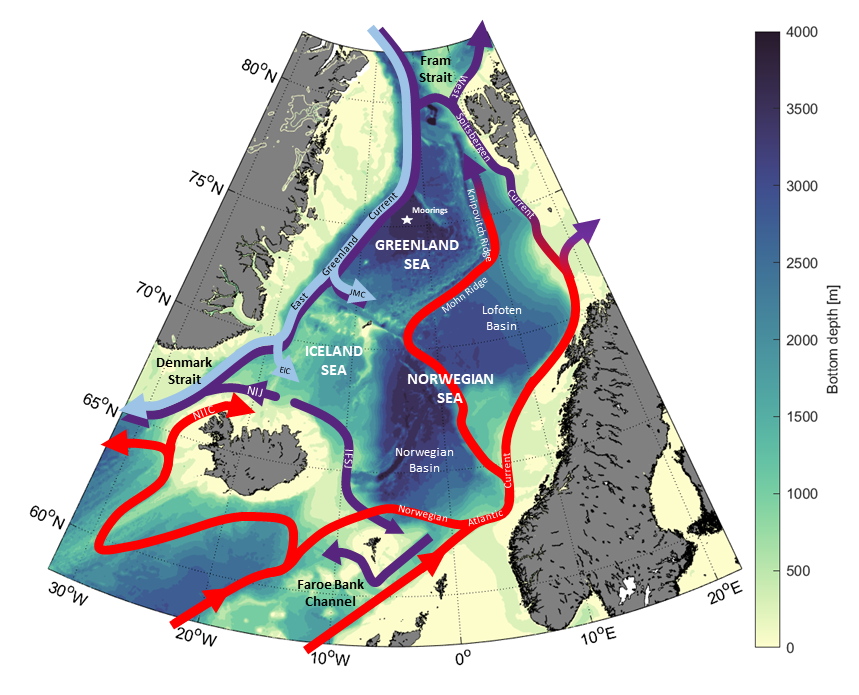 80°N
75°N
70°N
65°N
60°N
30°W
20°W
10°W
0°
10°E
20°E
Fram
Strait
West
Spitsbergen
Current
Moorings
GREENLAND
SEA
Knipovitch Ridge
East
Greenland
Current
JMC
Mohn Ridge
Lofoten
Basin
ICELAND
SEA
EIC
Denmark
Strait
NIJ
NIIC
IFSJ
NORWEGIAN
SEA
Norwegian
Basin
Norwegian
Atlantic
Current
Faroe Bank
Channel
4000
3500
3000
2500
2000
1500
1000
500
0
Bottom depth [m]